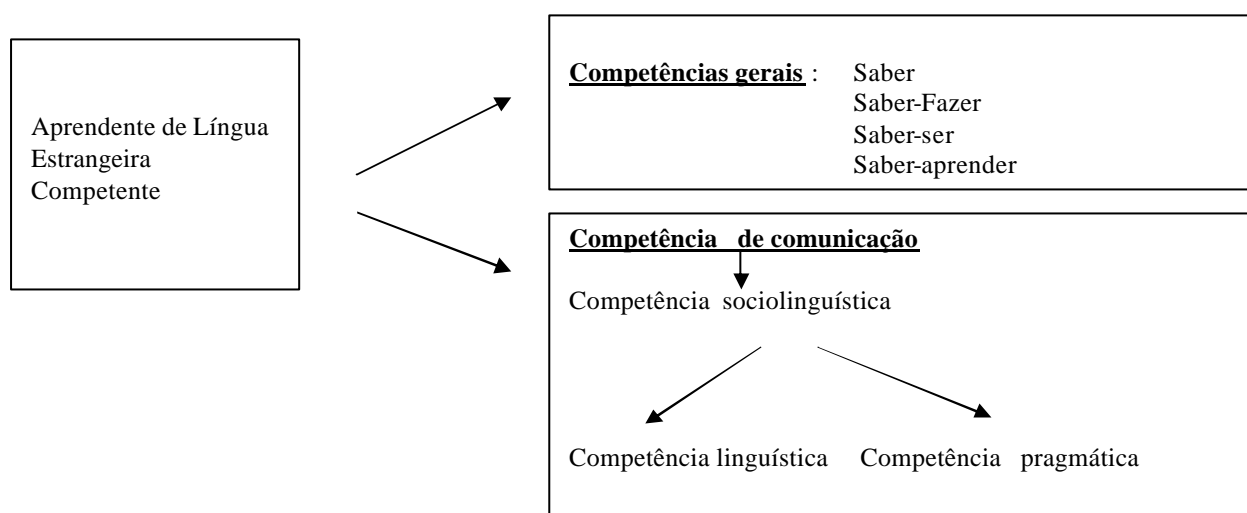 Aprendente de Língua
Estrangeira
Competente
Competências gerais : Saber
Saber-Fazer
Saber-ser
Saber-aprender
Competência de comunicação
Competência sociolinguística
Competência linguística Competência pragmática